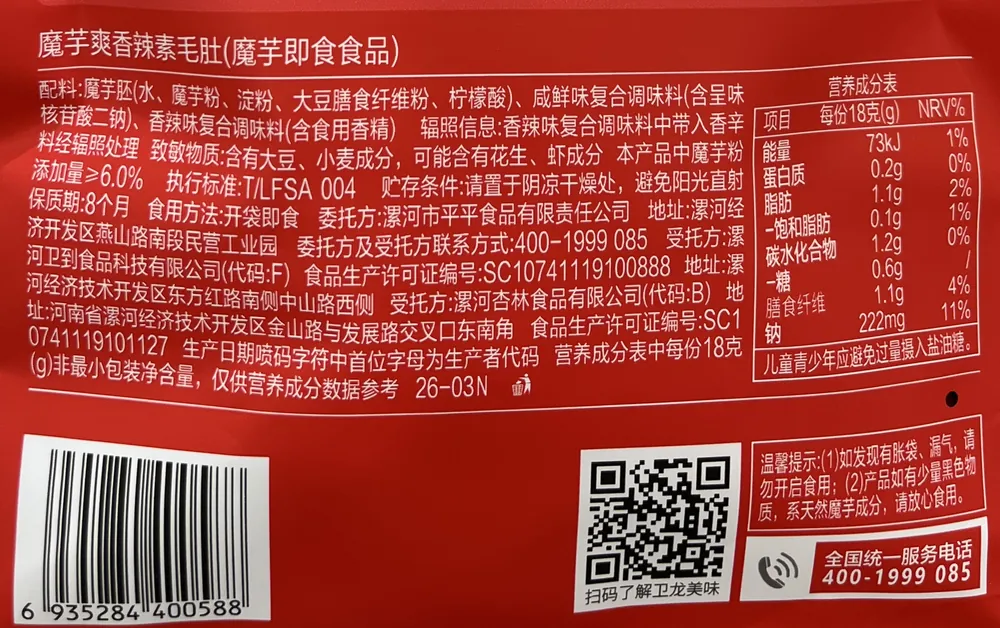 魔芋爽香辣素毛肚(魔芋即食食品)
配料:魔芋胚(水、魔芋粉、淀粉、大豆膳食纤维粉、柠檬酸)、咸鲜味复合调味料(含呈味
核苷酸二钠)、香辣味复合调味料(含食用香精) 辐照信息:香辣味复合调味料中带入香辛
料经辐照处理 致敏物质:含有大豆、小麦成分,可能含有花生、虾成分 本产品中魔芋粉
添加量≥6.0% 执行标准:T/LFSA 004 贮存条件:请置于阴凉干燥处,避免阳光直射
保质期:8个月 食用方法:开袋即食 委托方:漯河市平平食品有限责任公司 地址:漯河经
济开发区燕山路南段民营工业园 委托方及受托方联系方式:400-1999 085 受托方:漯
河卫到食品科技有限公司(代码:F) 食品生产许可证编号:SC10741119100888 地址:漯
河经济技术开发区东方红路南侧中山路西侧 受托方:漯河杏林食品有限公司(代码:B) 地
址:河南省漯河经济技术开发区金山路与发展路交叉口东南角 食品生产许可证编号:SC1
0741119101127 生产日期喷码字符中首位字母为生产者代码 营养成分表中每份18克
(g)非最小包装净含量,仅供营养成分数据参考 26-03N
营养成分表
项目 每份18克(g) NRV%
能量 73kJ 1%
蛋白质 0.2g 0%
脂肪 1.1g 2%
-饱和脂肪 0.1g 1%
碳水化合物 1.2g 0%
-糖 0.6g /
膳食纤维 1.1g 4%
钠 222mg 11%
儿童青少年应避免过量摄入盐油糖。
温馨提示:(1)如发现有胀袋、漏气,请
勿开启食用;(2)产品如有少量黑色物
质,系天然魔芋成分,请放心食用。
全国统一服务电话
400-1999 085
扫码了解卫龙美味
6 935284 400588